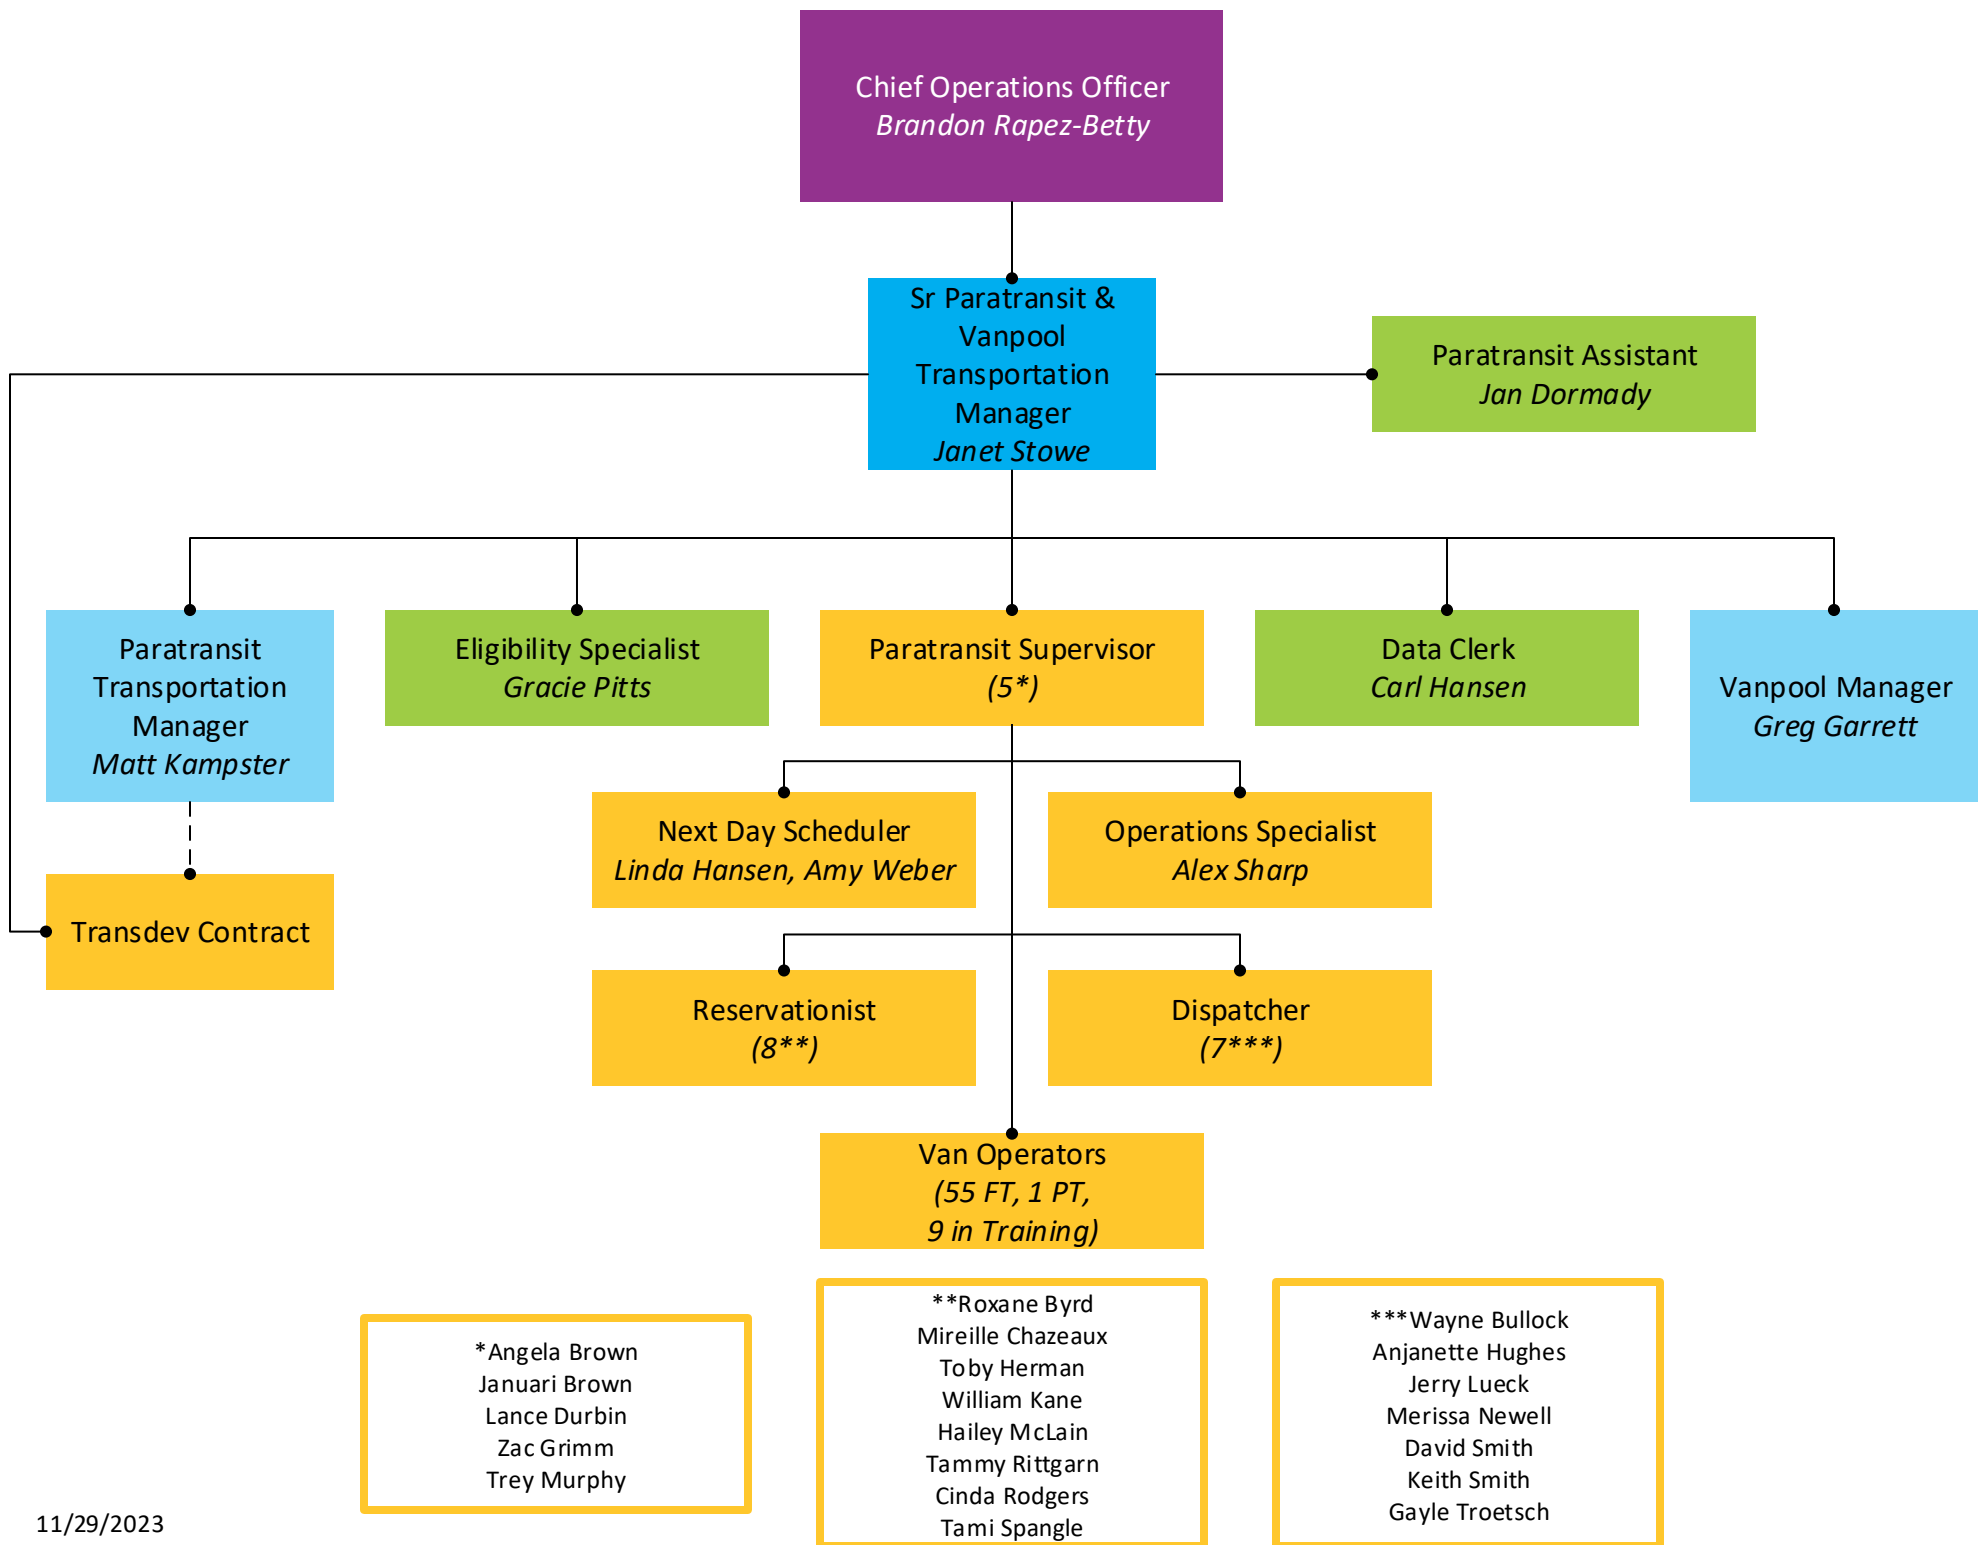 Chief Operations Officer
Brandon Rapez-Betty
Sr Paratransit &
Vanpool
Transportation
Manager
Janet Stowe
Paratransit Assistant
Jan Dormady
Paratransit
Transportation
Manager
Matt Kampster
Eligibility Specialist
Gracie Pitts
Paratransit Supervisor
(5*)
Data Clerk
Carl Hansen
Vanpool Manager
Greg Garrett
Next Day Scheduler
Linda Hansen, Amy Weber
Operations Specialist
Alex Sharp
Transdev Contract
Reservationist
(8**)
Dispatcher
(7***)
Van Operators
(55 FT, 1 PT,
9 in Training)
*Angela Brown
Januari Brown
Lance Durbin
Zac Grimm
Trey Murphy
**Roxane Byrd
Mireille Chazeaux
Toby Herman
William Kane
Hailey McLain
Tammy Rittgarn
Cinda Rodgers
Tami Spangle
***Wayne Bullock
Anjanette Hughes
Jerry Lueck
Merissa Newell
David Smith
Keith Smith
Gayle Troetsch
11/29/2023